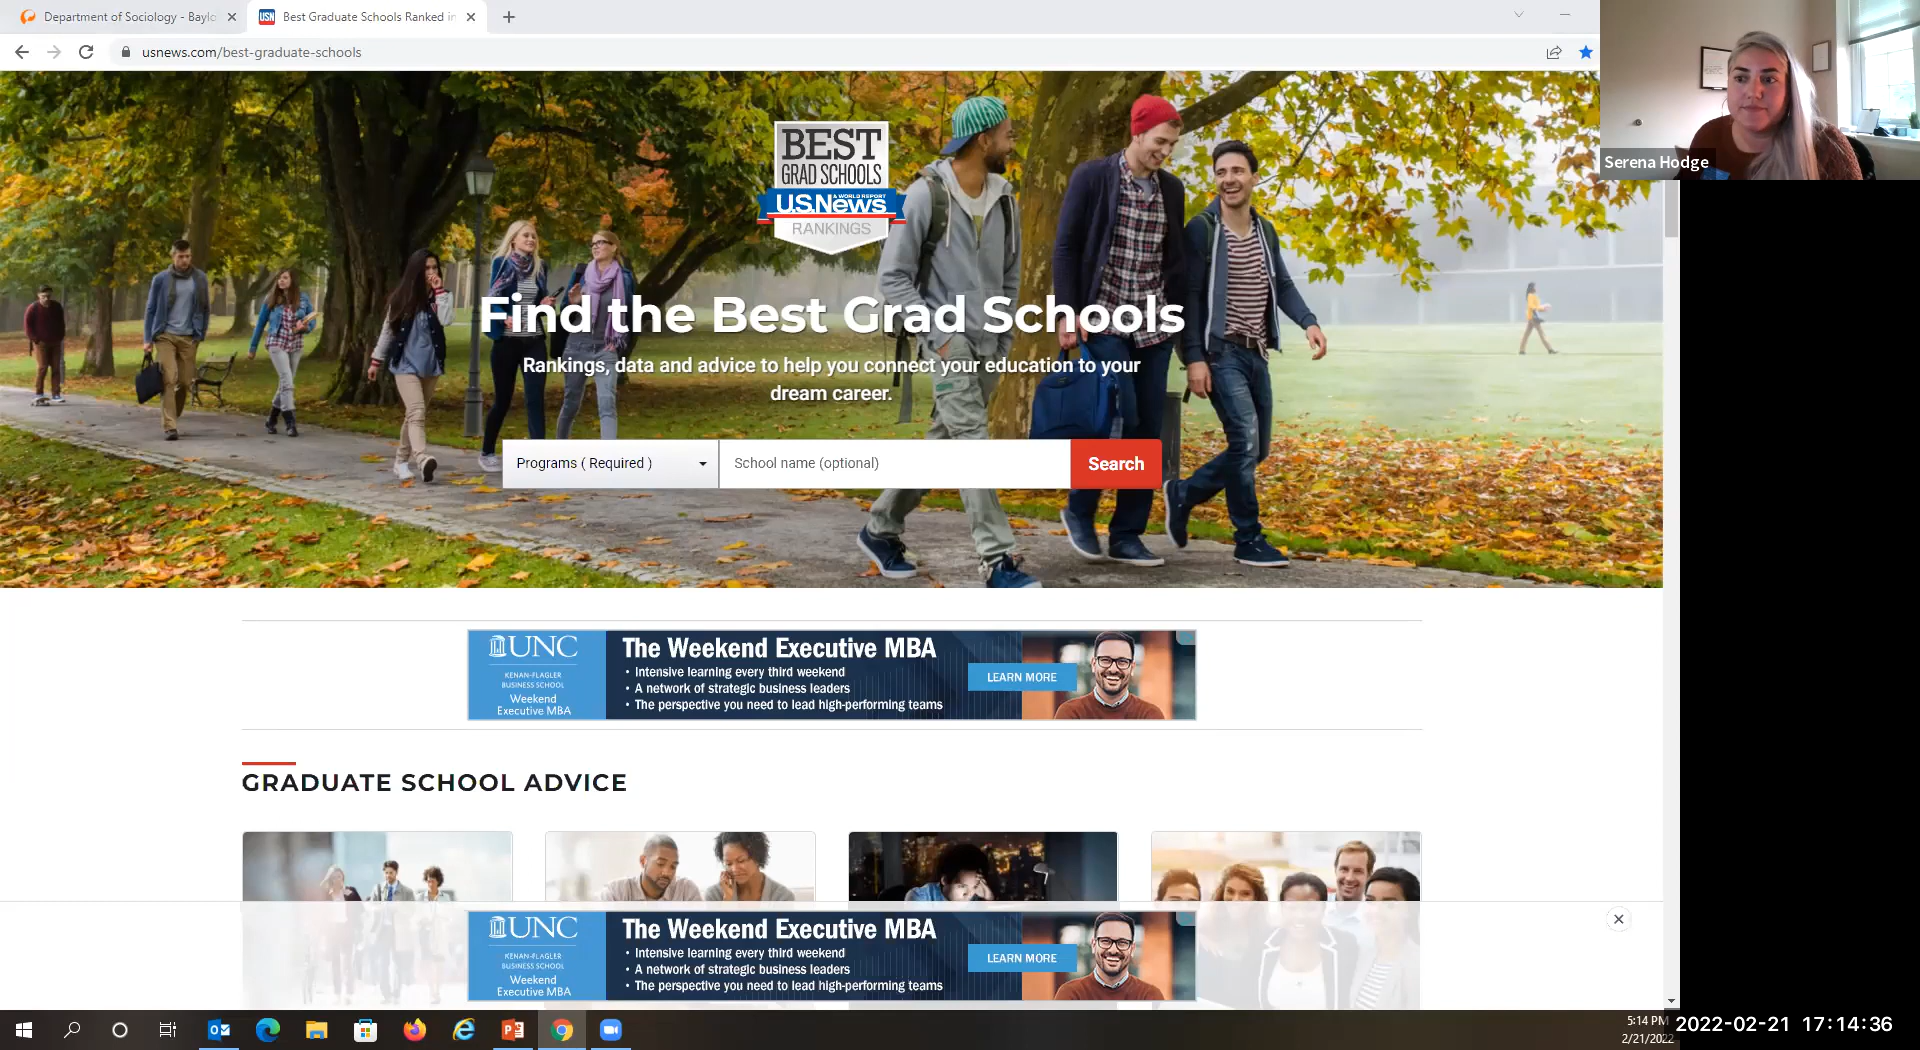 Department of Sociology - Baylo
Best Graduate Schools Ranked in
usnews.com/best-graduate-schools
Serena Hodge
BEST
GRAD SCHOOLS
U.S.News
& WORLD REPORT
RANKINGS
Find the Best Grad Schools
Rankings, data and advice to help you connect your education to your
dream career.
Programs ( Required )
School name (optional)
Search
UNC
KENAN-FLAGLER
BUSINESS SCHOOL
Weekend
Executive MBA
The Weekend Executive MBA
• Intensive learning every third weekend
• A network of strategic business leaders
• The perspective you need to lead high-performing teams
LEARN MORE
GRADUATE SCHOOL ADVICE
UNC
KENAN-FLAGLER
BUSINESS SCHOOL
Weekend
Executive MBA
The Weekend Executive MBA
• Intensive learning every third weekend
• A network of strategic business leaders
• The perspective you need to lead high-performing teams
LEARN MORE
5:14 PM
2/21/2022
2022-02-21 17:14:36